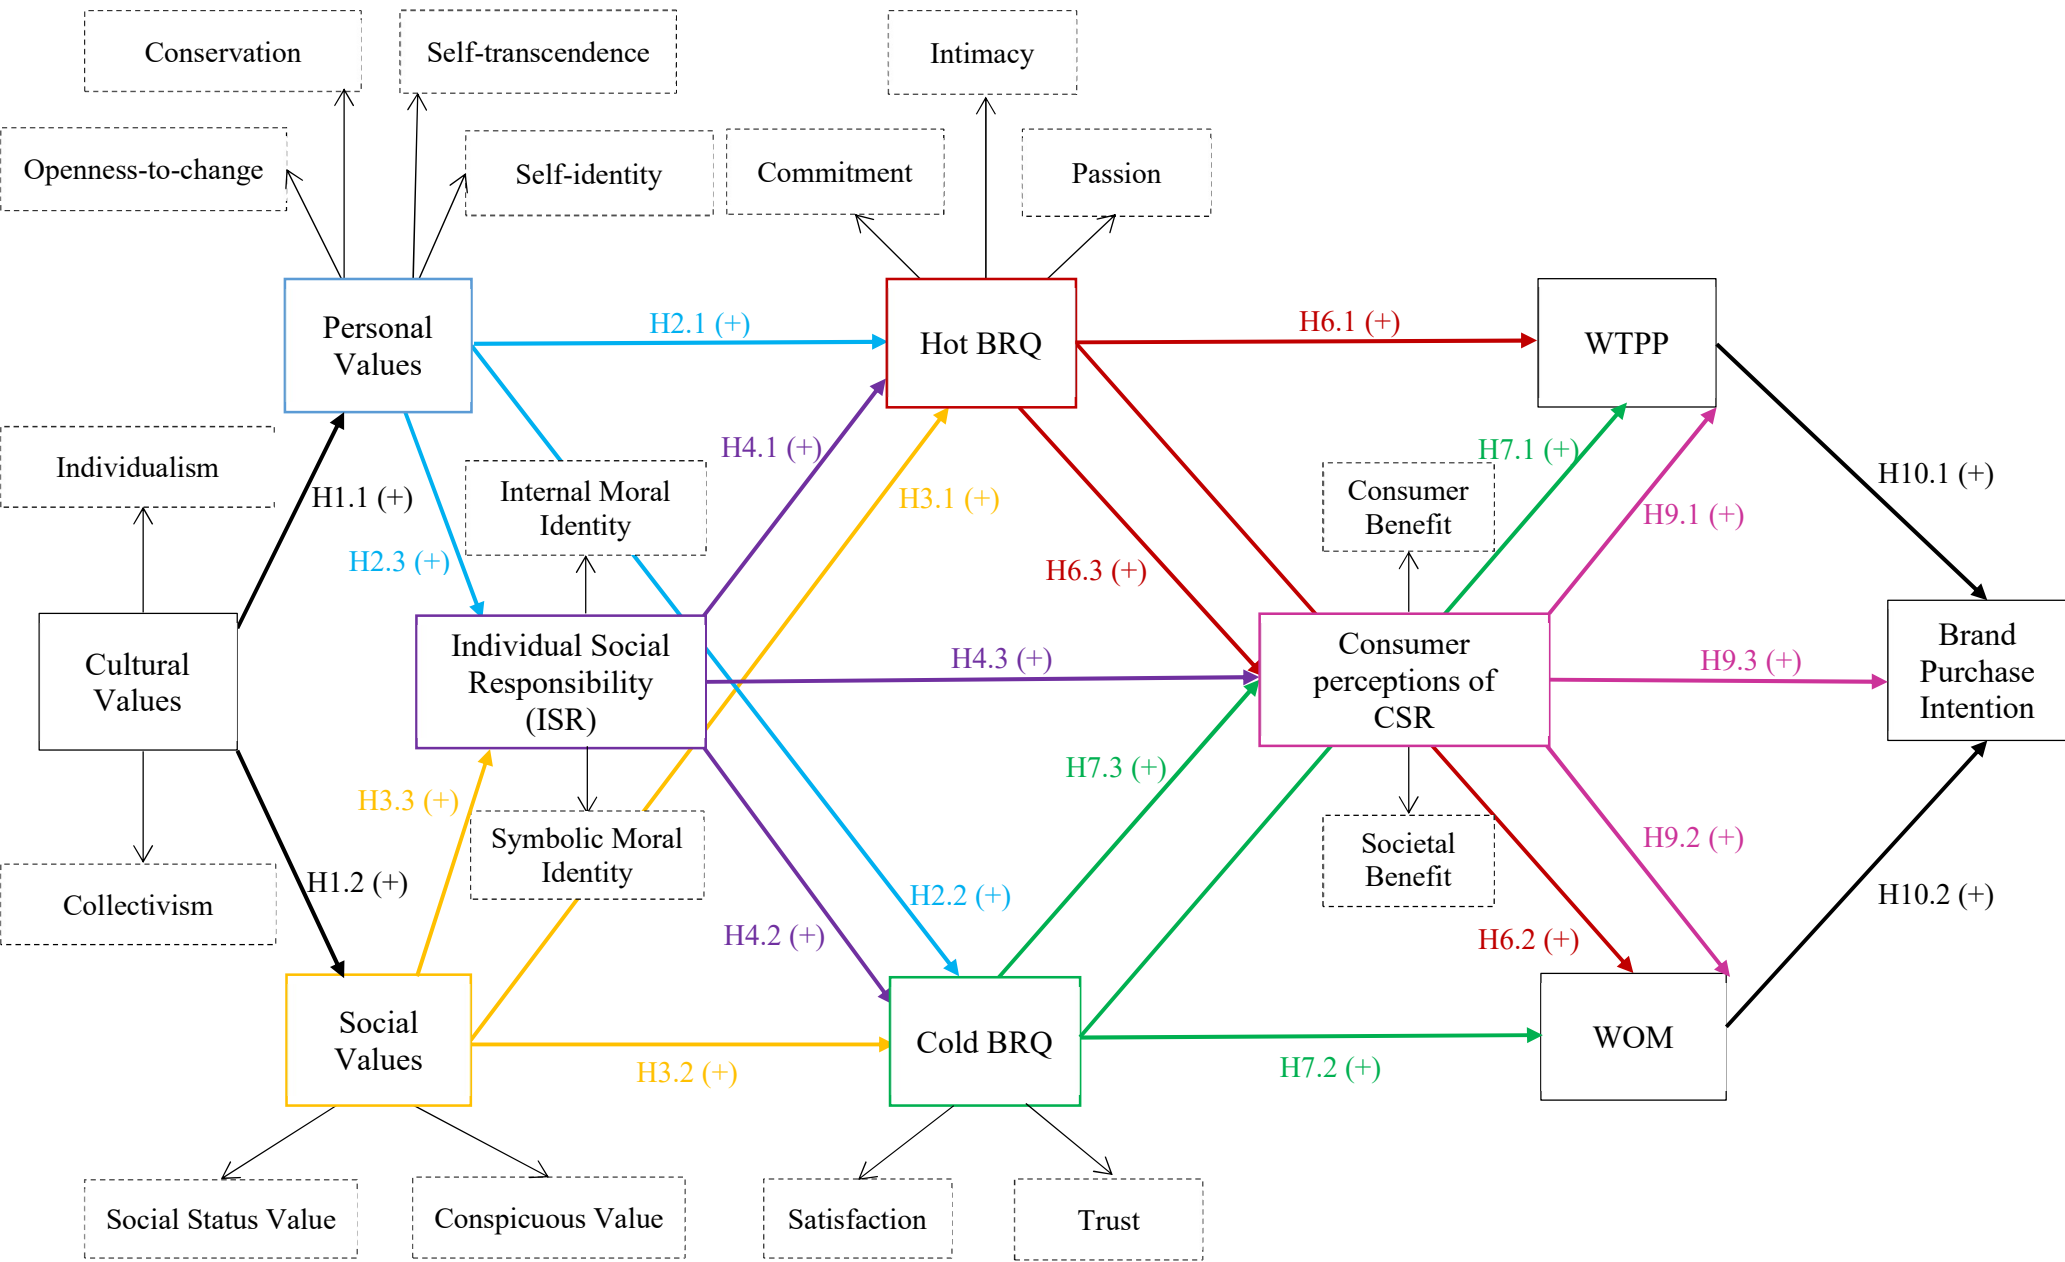 Conservation
Self-transcendence
Intimacy
Openness-to-change
Self-identity
Commitment
Passion
Personal
Values
H2.1 (+)
Hot BRQ
H6.1 (+)
WTPP
Individualism
H1.1 (+)
H2.3 (+)
Internal Moral
Identity
H4.1 (+)
H3.1 (+)
H6.3 (+)
Consumer
Benefit
H7.1 (+)
H9.1 (+)
H10.1 (+)
Cultural
Values
Individual Social
Responsibility
(ISR)
H4.3 (+)
Consumer
perceptions of
CSR
H9.3 (+)
Brand
Purchase
Intention
H3.3 (+)
Symbolic Moral
Identity
H7.3 (+)
Societal
Benefit
H9.2 (+)
Collectivism
H1.2 (+)
H4.2 (+)
H2.2 (+)
H6.2 (+)
H10.2 (+)
Social
Values
H3.2 (+)
Cold BRQ
H7.2 (+)
WOM
Social Status Value
Conspicuous Value
Satisfaction
Trust